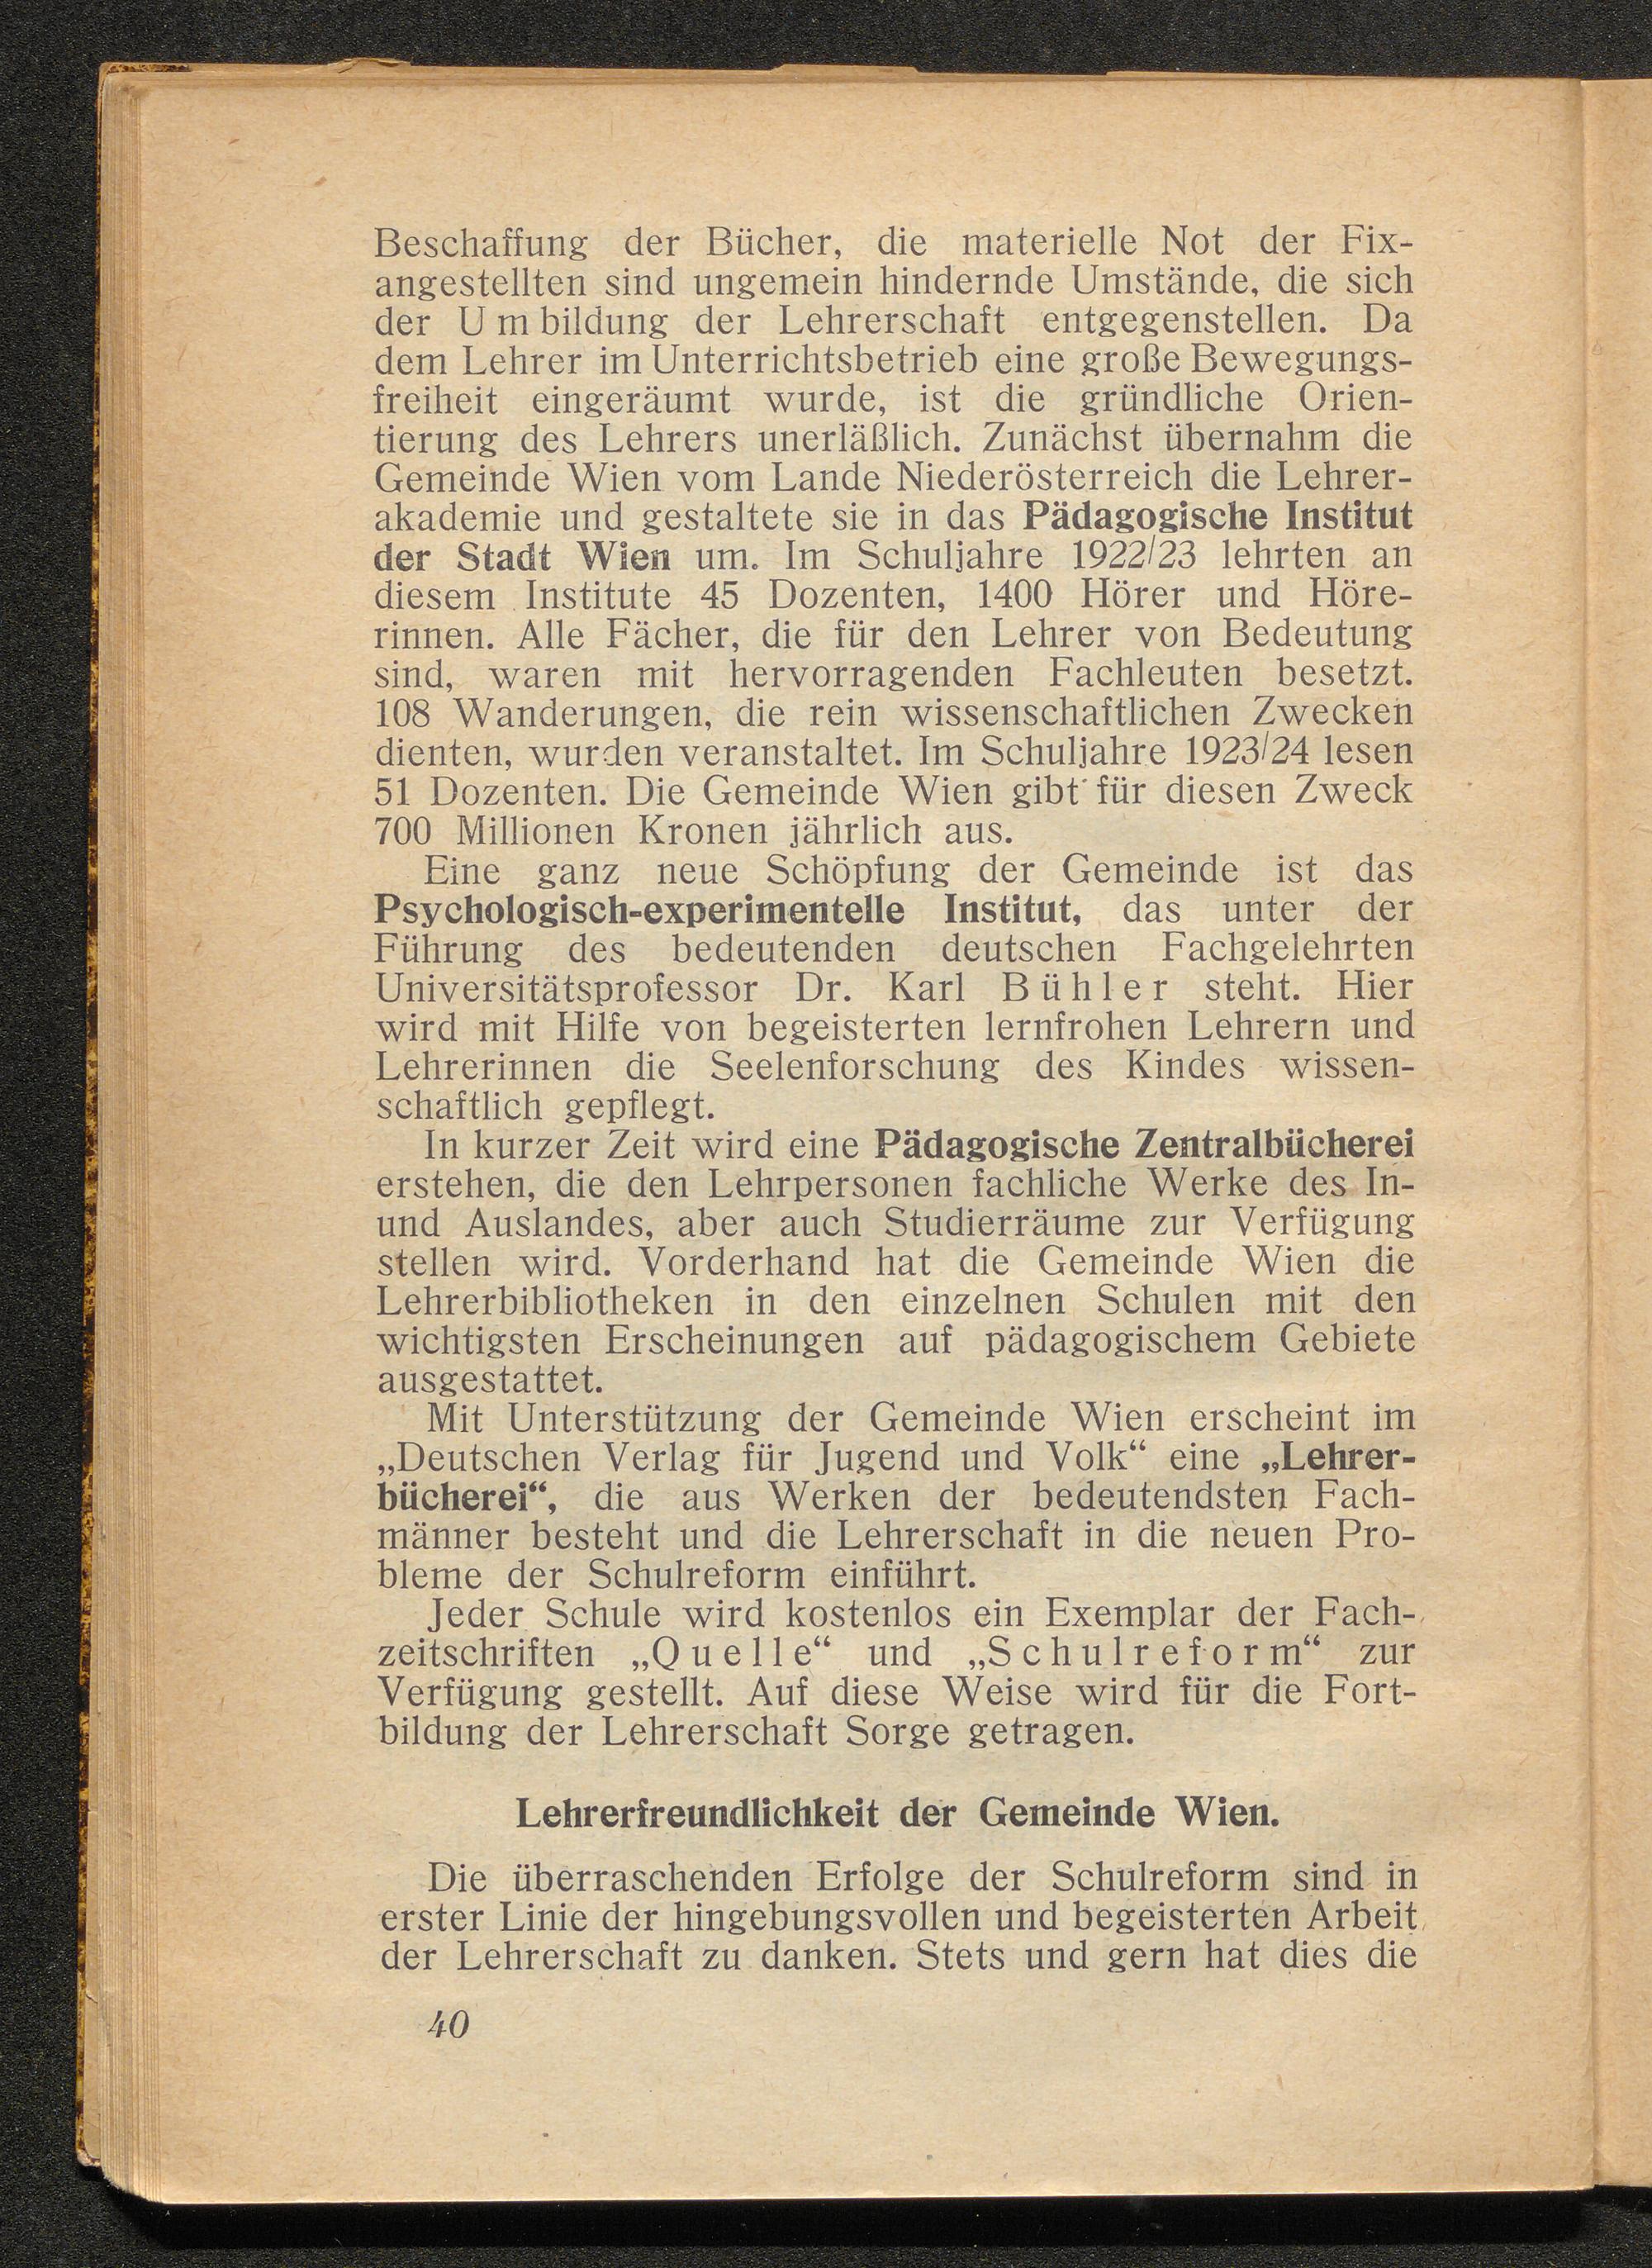 Beschaffung der Bücher, die materielle Not der Fix-
angestellten sind ungemein hindernde Umstände, die sich
der Umbildung der Lehrerschaft entgegenstellen. Da
dem Lehrer im Unterrichtsbetrieb eine große Bewegungs-
freiheit eingeräumt wurde, ist die gründliche Orien-
tierung des Lehrers unerläßlich. Zunächst übernahm die
Gemeinde Wien vom Lande Niederösterreich die Lehrer-
akademie und gestaltete sie in das Pädagogische Institut
der Stadt Wien um. Im Schuljahre 1922/23 lehrten an
diesem Institute 45 Dozenten, 1400 Hörer und Höre-
rinnen. Alle Fächer, die für den Lehrer von Bedeutung
sind, waren mit hervorragenden Fachleuten besetzt.
108 Wanderungen, die rein wissenschaftlichen Zwecken
dienten, wurden veranstaltet. Im Schuljahre 1923/24 lesen
51 Dozenten. Die Gemeinde Wien gibt für diesen Zweck
700 Millionen Kronen jährlich aus.
Eine ganz neue Schöpfung der Gemeinde ist das
Psychologisch-experimentelle Institut, das unter der
Führung des bedeutenden deutschen Fachgelehrten
Universitätsprofessor Dr. Karl Bühler steht. Hier
wird mit Hilfe von begeisterten lernfrohen Lehrern und
Lehrerinnen die Seelenforschung des Kindes wissen-
schaftlich gepflegt.
In kurzer Zeit wird eine Pädagogische Zentralbücherei
erstehen, die den Lehrpersonen fachliche Werke des In-
und Auslandes, aber auch Studierräume zur Verfügung
stellen wird. Vorderhand hat die Gemeinde Wien die
Lehrerbibliotheken in den einzelnen Schulen mit den
wichtigsten Erscheinungen auf pädagogischem Gebiete
ausgestattet.
Mit Unterstützung der Gemeinde Wien erscheint im
„Deutschen Verlag für Jugend und Volk“ eine „Lehrer-
bücherei“, die aus Werken der bedeutendsten Fach-
männer besteht und die Lehrerschaft in die neuen Pro-
bleme der Schulreform einführt.
Jeder Schule wird kostenlos ein Exemplar der Fach-
zeitschriften „Quelle“ und „Schulreform“ zur
Verfügung gestellt. Auf diese Weise wird für die Fort-
bildung der Lehrerschaft Sorge getragen.
Lehrerfreundlichkeit der Gemeinde Wien.
Die überraschenden Erfolge der Schulreform sind in
erster Linie der hingebungsvollen und begeisterten Arbeit
der Lehrerschaft zu danken. Stets und gern hat dies die
40